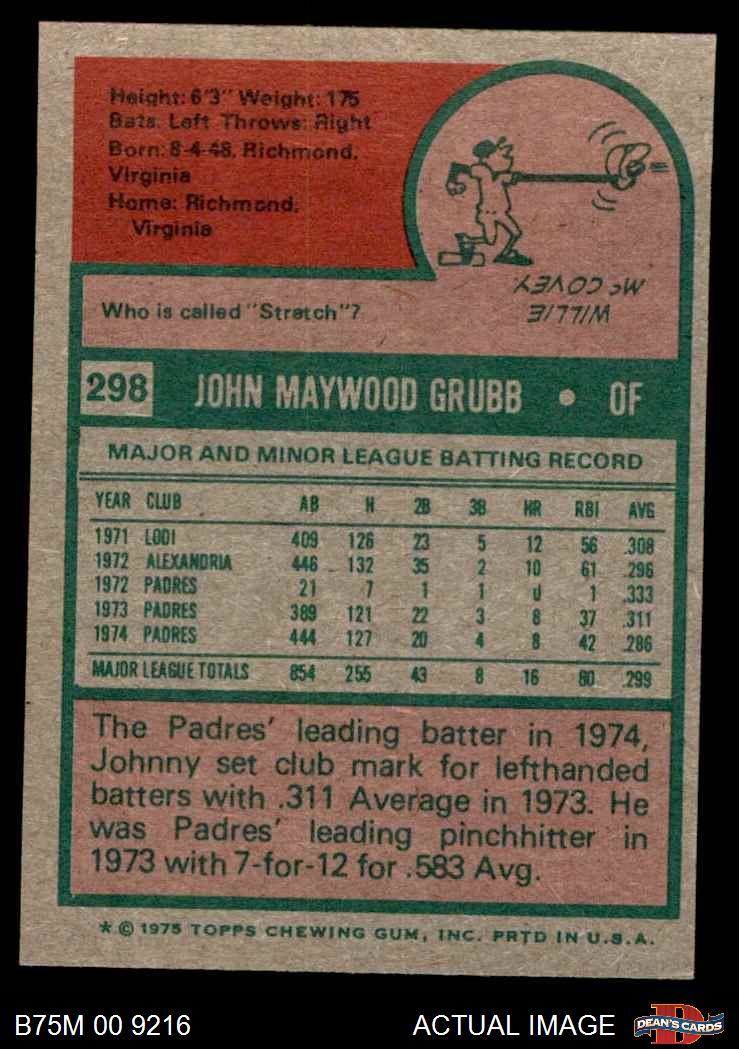 Height: 6'3" Weight: 175
Bats: Left Throws: Right
Born: 8-4-48, Richmond,
Virginia
Home: Richmond,
Virginia
WILLIE
McCOVEY
Who is called "Stretch"?
298 JOHN MAYWOOD GRUBB • OF
MAJOR AND MINOR LEAGUE BATTING RECORD
YEAR CLUB AB H 2B 3B HR RBI AVG
1971 LODI 409 126 23 5 12 56 .308
1972 ALEXANDRIA 446 132 35 2 10 61 .296
1972 PADRES 21 7 1 1 0 1 .333
1973 PADRES 389 121 22 3 8 37 .311
1974 PADRES 444 127 20 4 8 42 .286
MAJOR LEAGUE TOTALS 854 255 43 8 16 80 .299
The Padres' leading batter in 1974,
Johnny set club mark for lefthanded
batters with .311 Average in 1973. He
was Padres' leading pinchhitter in
1973 with 7-for-12 for .583 Avg.
* © 1975 TOPPS CHEWING GUM, INC. PRTD IN U.S.A.
B75M 00 9216 ACTUAL IMAGE
D
DEAN'S CARDS